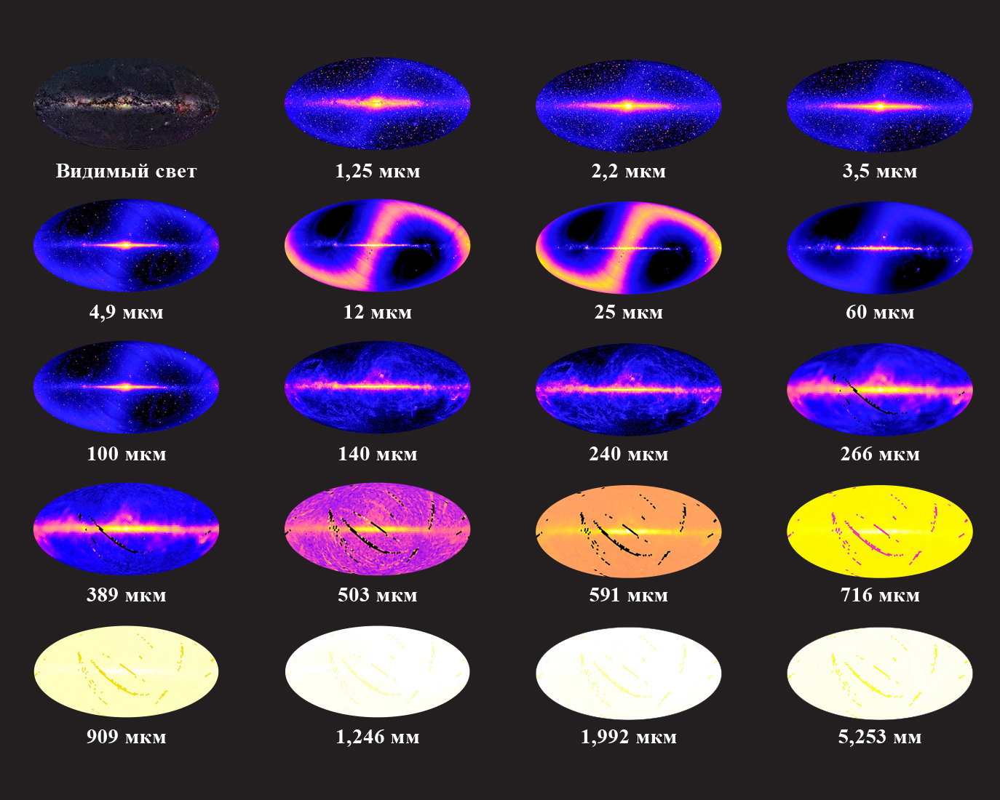 Видимый свет
1,25 мкм
2,2 мкм
3,5 мкм
4,9 мкм
12 мкм
25 мкм
60 мкм
100 мкм
140 мкм
240 мкм
266 мкм
389 мкм
503 мкм
591 мкм
716 мкм
909 мкм
1,246 мм
1,992 мкм
5,253 мм